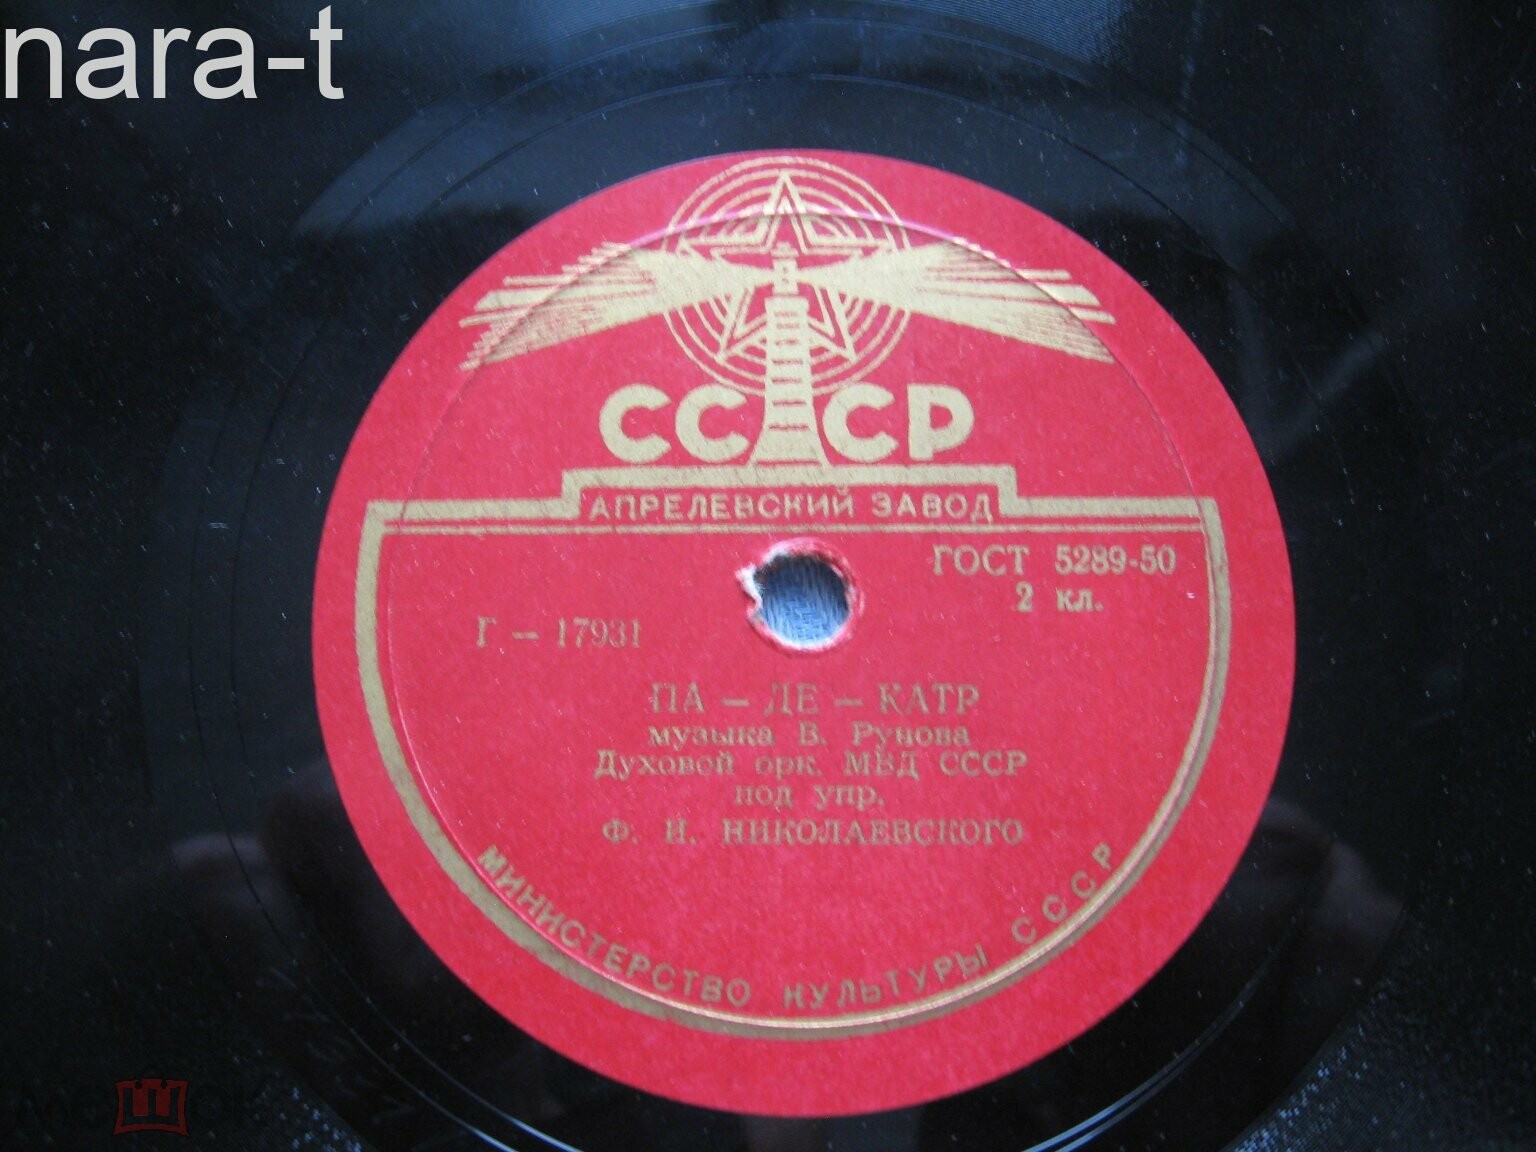 nara-t
СССР
АПРЕЛЕВСКИЙ ЗАВОД
ГОСТ 5289-50
2 кл.
Г – 17931
ПА – ДЕ – КАТР
музыка В. Рунова
Духовой орк. МВД СССР
под упр.
Ф. И. НИКОЛАЕВСКОГО
МИНИСТЕРСТВО КУЛЬТУРЫ СССР
мешок